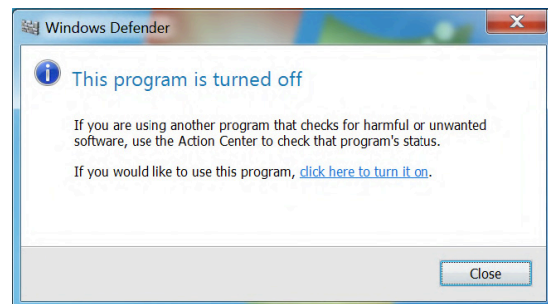 Windows Defender
This program is turned off
If you are using another program that checks for harmful or unwanted
software, use the Action Center to check that program's status.
If you would like to use this program, click here to turn it on.
Close